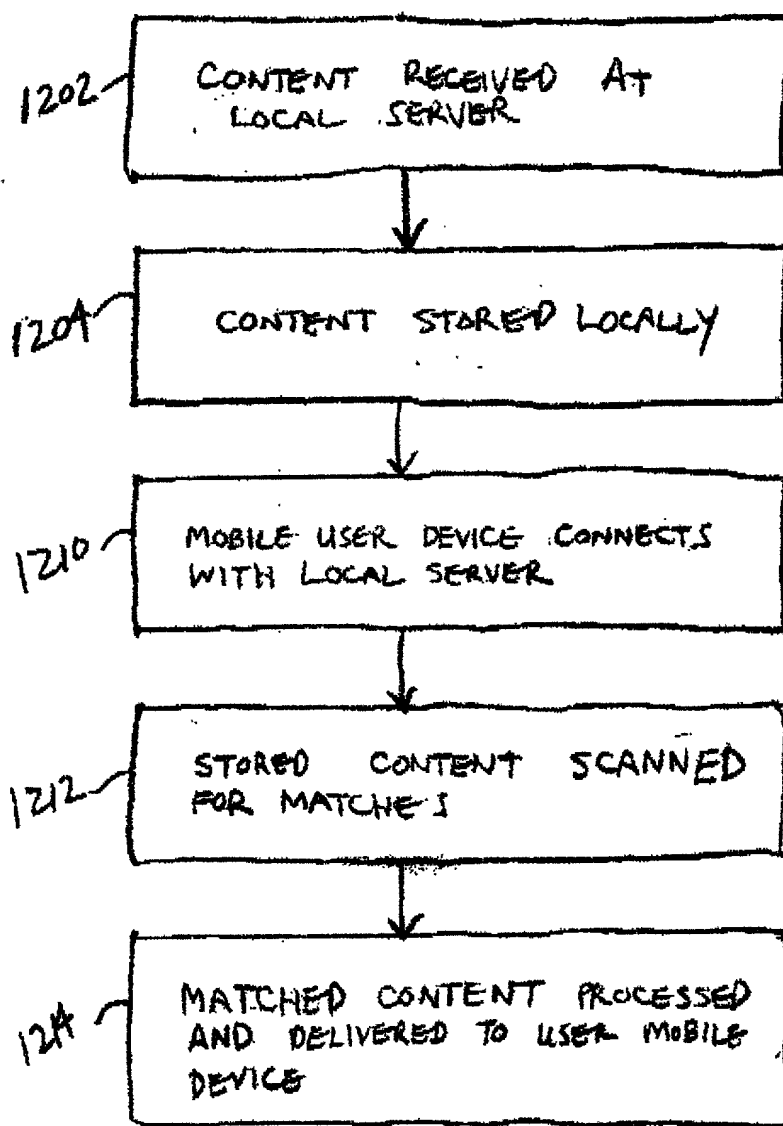 1202
CONTENT RECEIVED At
LOCAL SERVER
1204
CONTENT STORED LOCALLY
1210
MOBILE USER DEVICE CONNECTS
WITH LOCAL SERVER
1212
STORED CONTENT SCANNED
FOR MATCHES
1214
MATCHED CONTENT PROCESSED
AND DELIVERED TO USER MOBILE
DEVICE